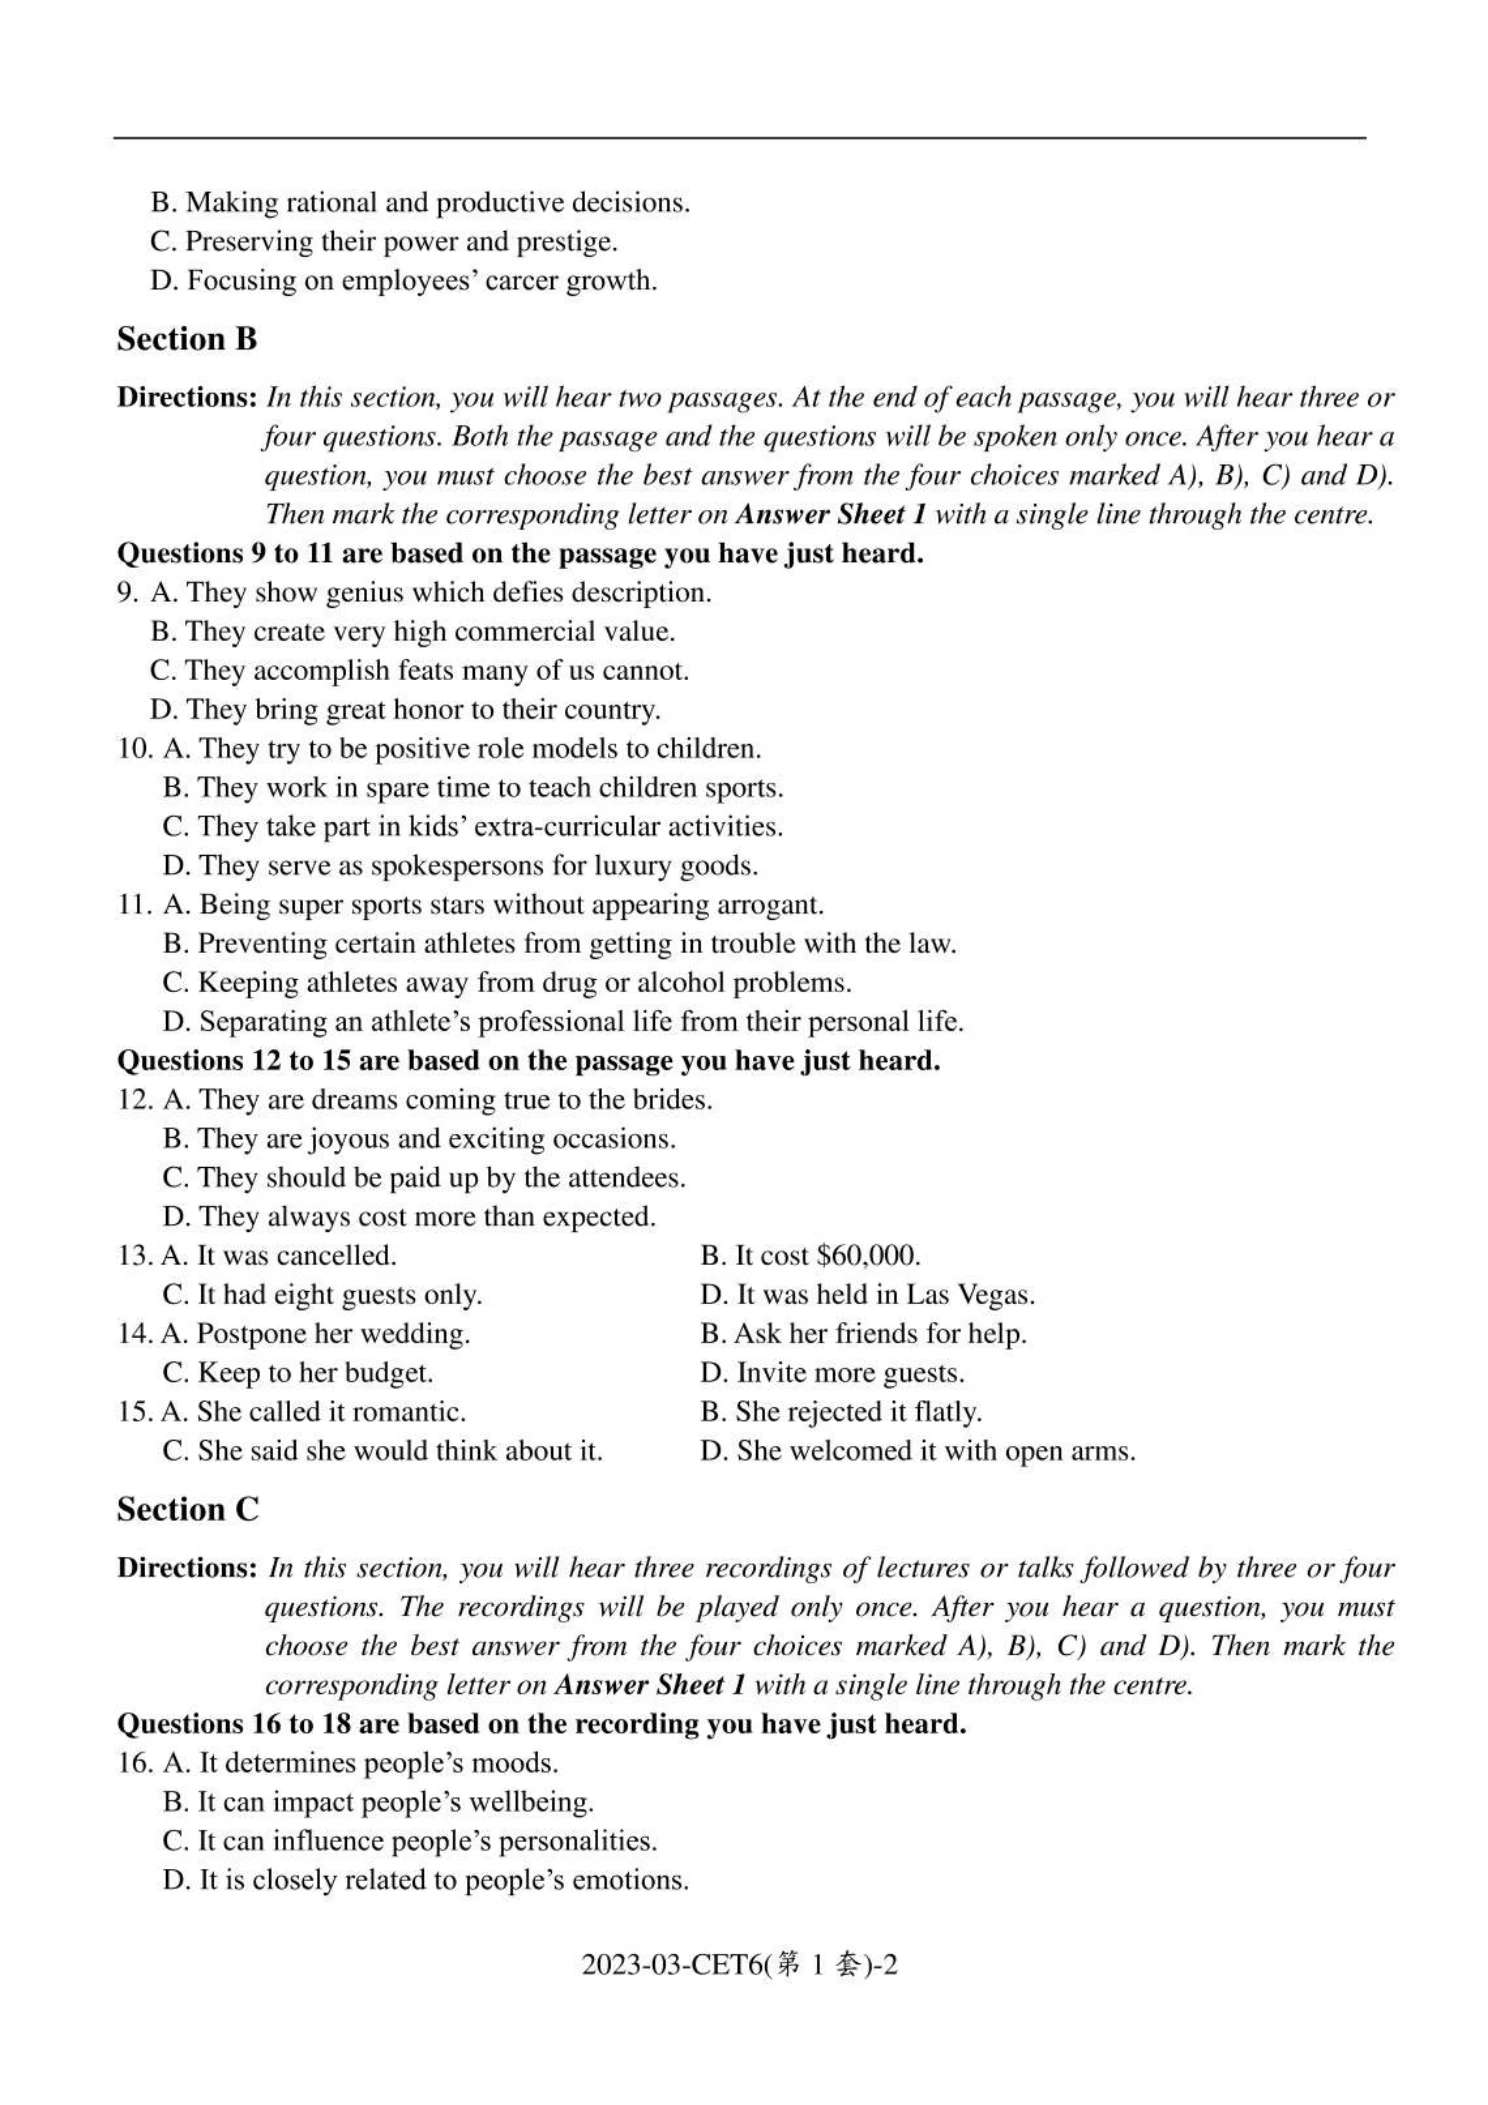 B. Making rational and productive decisions.
C. Preserving their power and prestige.
D. Focusing on employees’ carcer growth.
Section B
Directions: In this section, you will hear two passages. At the end of each passage, you will hear three or
four questions. Both the passage and the questions will be spoken only once. After you hear a
question, you must choose the best answer from the four choices marked A), B), C) and D).
Then mark the corresponding letter on Answer Sheet 1 with a single line through the centre.
Questions 9 to 11 are based on the passage you have just heard.
9. A. They show genius which defies description.
B. They create very high commercial value.
C. They accomplish feats many of us cannot.
D. They bring great honor to their country.
10. A. They try to be positive role models to children.
B. They work in spare time to teach children sports.
C. They take part in kids’ extra-curricular activities.
D. They serve as spokespersons for luxury goods.
11. A. Being super sports stars without appearing arrogant.
B. Preventing certain athletes from getting in trouble with the law.
C. Keeping athletes away from drug or alcohol problems.
D. Separating an athlete’s professional life from their personal life.
Questions 12 to 15 are based on the passage you have just heard.
12. A. They are dreams coming true to the brides.
B. They are joyous and exciting occasions.
C. They should be paid up by the attendees.
D. They always cost more than expected.
13. A. It was cancelled. B. It cost $60,000.
C. It had eight guests only. D. It was held in Las Vegas.
14. A. Postpone her wedding. B. Ask her friends for help.
C. Keep to her budget. D. Invite more guests.
15. A. She called it romantic. B. She rejected it flatly.
C. She said she would think about it. D. She welcomed it with open arms.
Section C
Directions: In this section, you will hear three recordings of lectures or talks followed by three or four
questions. The recordings will be played only once. After you hear a question, you must
choose the best answer from the four choices marked A), B), C) and D). Then mark the
corresponding letter on Answer Sheet 1 with a single line through the centre.
Questions 16 to 18 are based on the recording you have just heard.
16. A. It determines people’s moods.
B. It can impact people’s wellbeing.
C. It can influence people’s personalities.
D. It is closely related to people’s emotions.
2023-03-CET6(第 1 套)-2